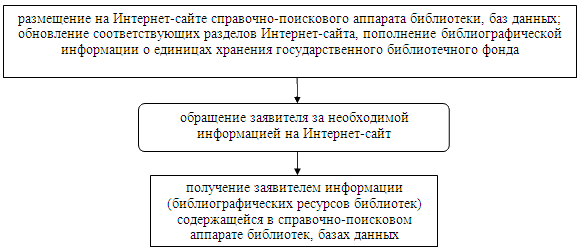 размещение на Интернет-сайте справочно-поискового аппарата библиотеки, баз данных;
обновление соответствующих разделов Интернет-сайта, пополнение библиографической
информации о единицах хранения государственного библиотечного фонда
обращение заявителя за необходимой
информацией на Интернет-сайт
получение заявителем информации
(библиографических ресурсов библиотек)
содержащейся в справочно-поисковом
аппарате библиотек, базах данных